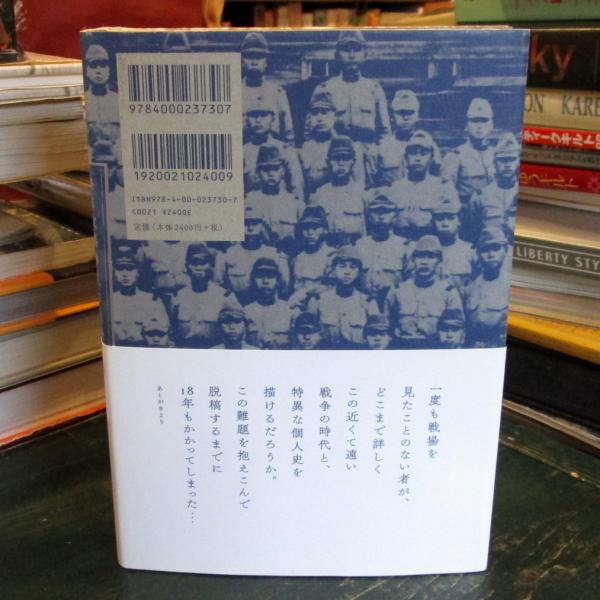 9784000237307
1920021024009
ISBN978-4-00-023730-7
C0021 ¥2400E
定価(本体2400円+税)
一度も戦場を
見たことのない者が、
どこまで詳しく
この近くて遠い
戦争の時代と、
特異な個人史を
描けるだろうか。
この難題を抱えこんで
脱稿するまでに
18年もかかってしまった…
あとがきより
ky
ON KARE
LIBERTY STY